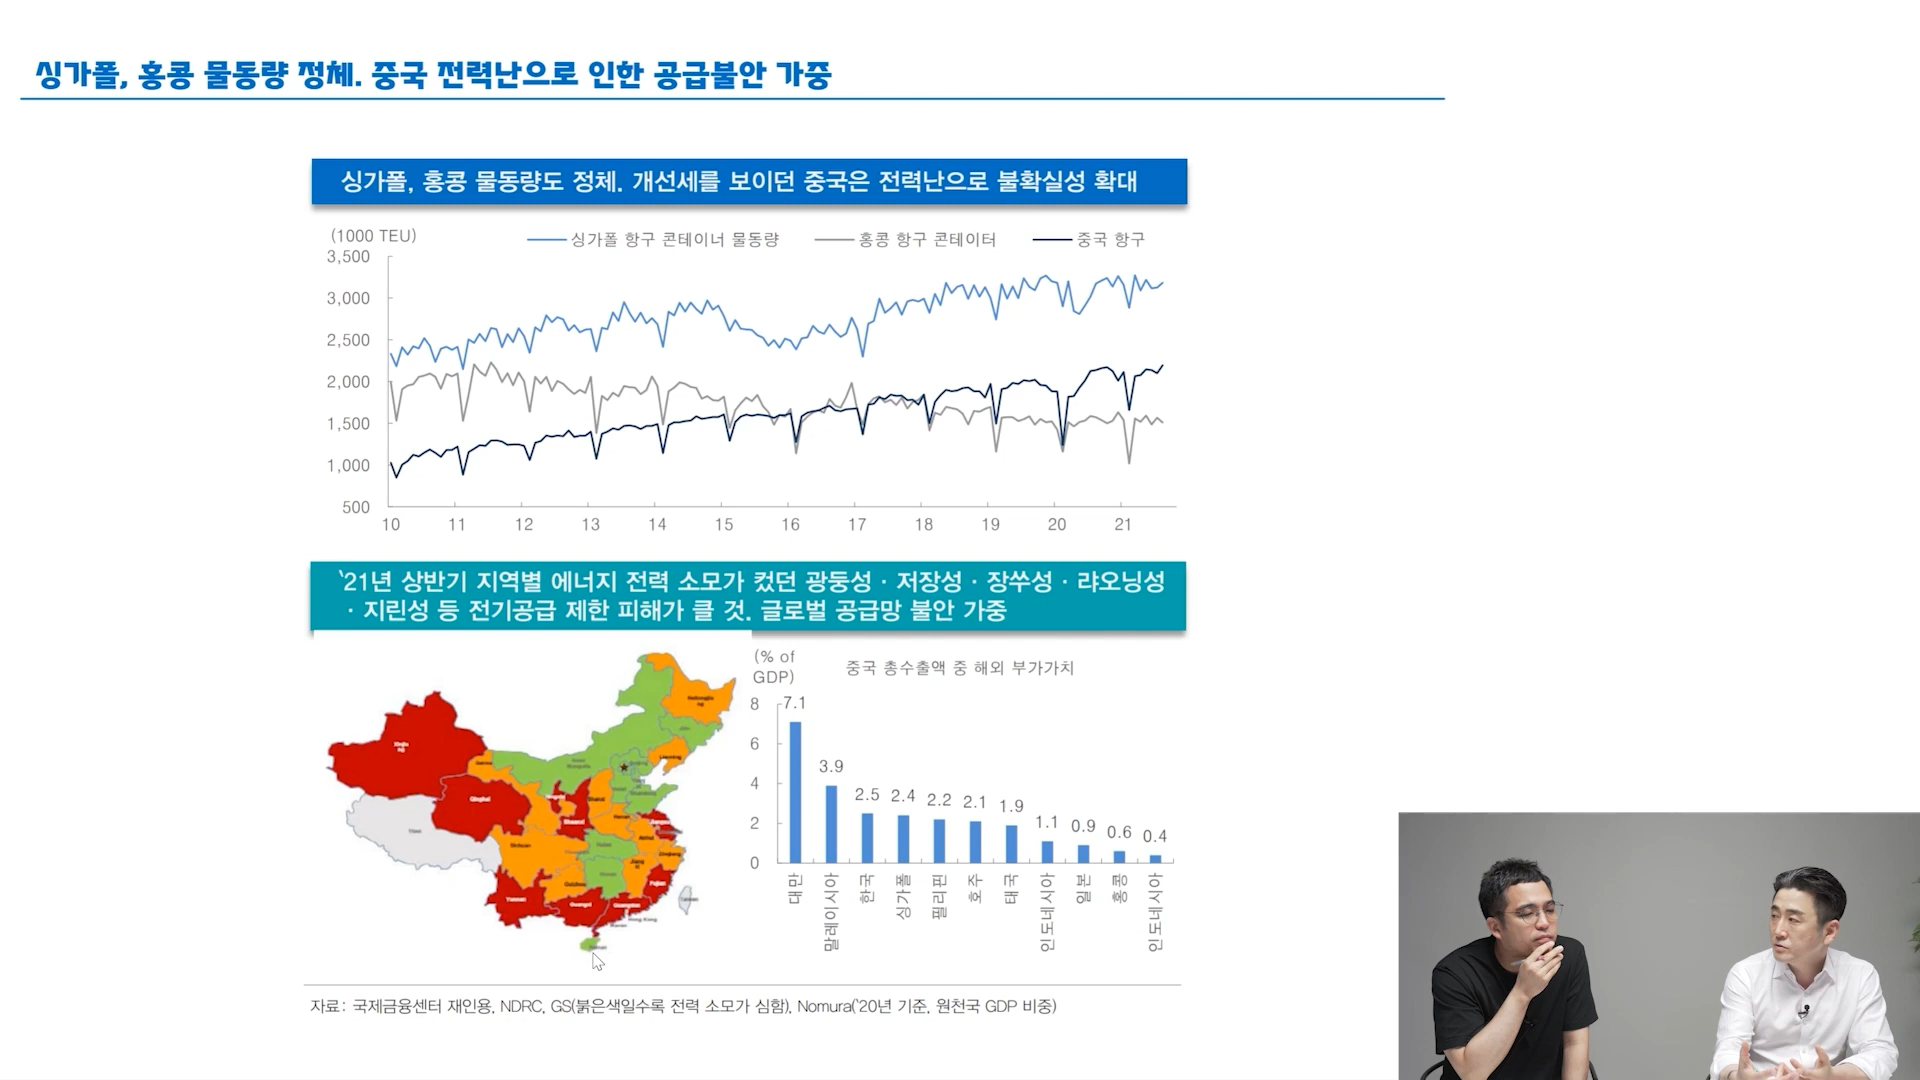 싱가폴, 홍콩 물동량 정체. 중국 전력난으로 인한 공급불안 가중
싱가폴, 홍콩 물동량도 정체. 개선세를 보이던 중국은 전력난으로 불확실성 확대
(1000 TEU)
싱가폴 항구 콘테이너 물동량 홍콩 항구 콘테이터 중국 항구
3,500
3,000
2,500
2,000
1,500
1,000
500
10 11 12 13 14 15 16 17 18 19 20 21
‘21년 상반기 지역별 에너지 전력 소모가 컸던 광둥성 · 저장성 · 장쑤성 · 랴오닝성
· 지린성 등 전기공급 제한 피해가 클 것. 글로벌 공급망 불안 가중
Qinghai
Sichuan
Shaanxi
Yunnan
Guangxi
Guizhou
Fujian
Hong Kong
(% of
GDP)
중국 총수출액 중 해외 부가가치
8
6
4
2
0
7.1 3.9 2.5 2.4 2.2 2.1 1.9 1.1 0.9 0.6 0.4
대만 말레이시아 한국 싱가폴 필리핀 호주 태국 인도네시아 일본 홍콩 인도네시아
자료: 국제금융센터 재인용, NDRC, GS(붉은색일수록 전력 소모가 심함), Nomura(‘20년 기준, 원천국 GDP 비중)